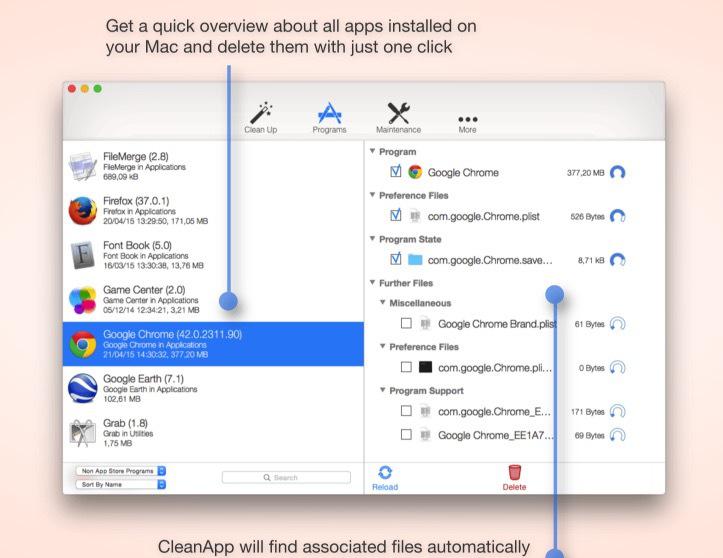 Get a quick overview about all apps installed on
your Mac and delete them with just one click
Clean Up
Programs
Maintenance
More
FileMerge (2.8)
FileMerge in Applications
689,09 kB
Firefox (37.0.1)
Firefox in Applications
20/04/15 13:29:50, 171,05 MB
Font Book (5.0)
Font Book in Applications
16/03/15 13:30:38, 13,76 MB
Game Center (2.0)
Game Center in Applications
05/12/14 12:34:21, 3,21 MB
Google Chrome (42.0.2311.90)
Google Chrome in Applications
21/04/15 14:30:32, 377,20 MB
Google Earth (7.1)
Google Earth in Applications
102,61 MB
Grab (1.8)
Grab in Utilities
1,75 MB
Non App Store Programs
Sort By Name
Search
Program
Google Chrome 377,20 MB
Preference Files
com.google.Chrome.plist 526 Bytes
Program State
com.google.Chrome.save... 8,71 kB
Further Files
Miscellaneous
Google Chrome Brand.plist 61 Bytes
Preference Files
com.google.Chrome.pli... 0 Bytes
Program Support
com.google.Chrome_E... 171 Bytes
Google Chrome_EE1A7... 69 Bytes
Reload
Delete
CleanApp will find associated files automatically